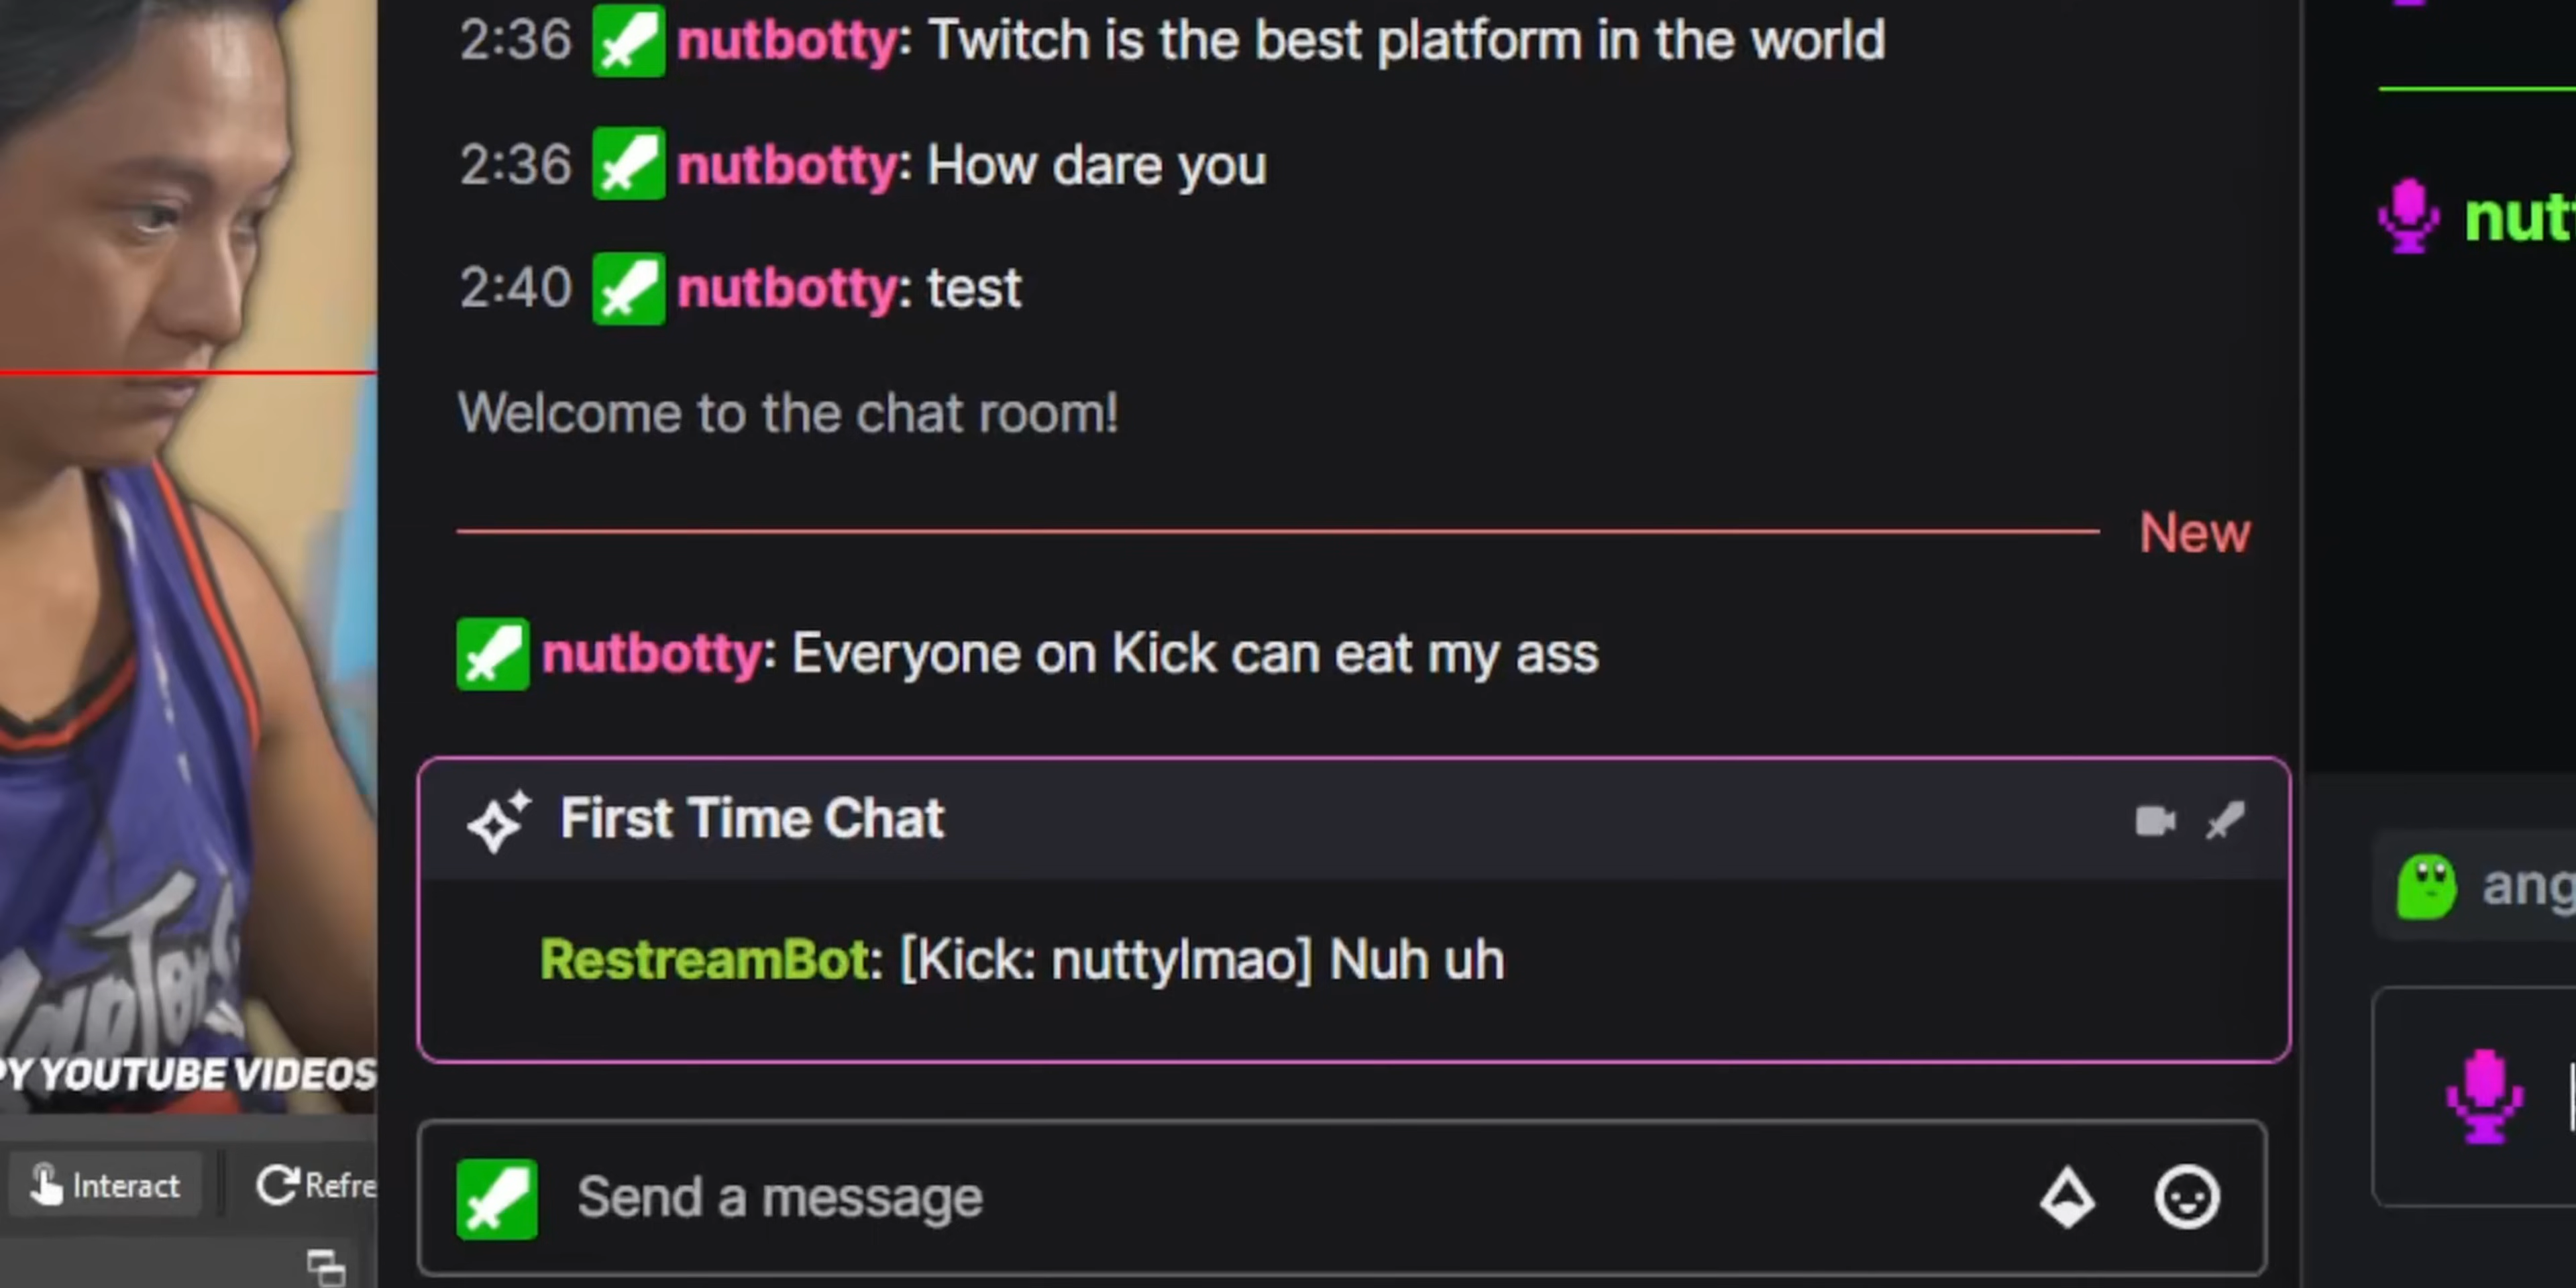 2:36 nutbotty: Twitch is the best platform in the world
2:36 nutbotty: How dare you
2:40 nutbotty: test
Welcome to the chat room!
New
nutbotty: Everyone on Kick can eat my ass
First Time Chat
RestreamBot: [Kick: nuttylmao] Nuh uh
Send a message
nut
ang
PY YOUTUBE VIDEOS
Interact
Refre